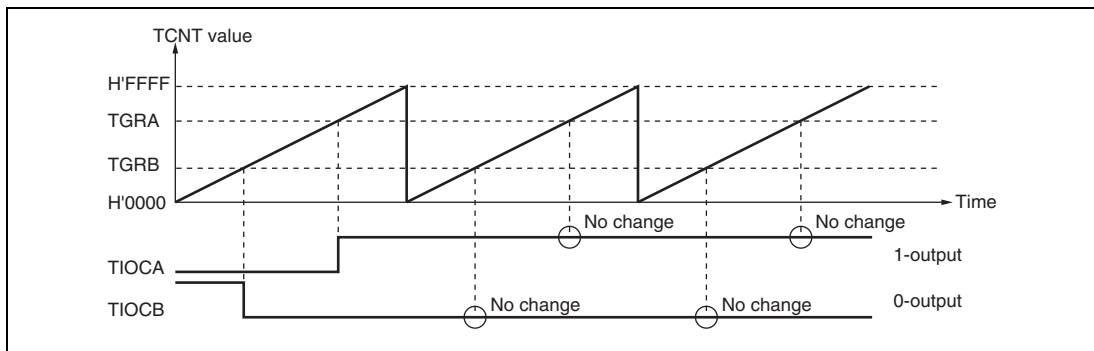 TCNT value
H'FFFF
TGRA
TGRB
H'0000
Time
No change
No change
TIOCA
1-output
No change
No change
TIOCB
0-output